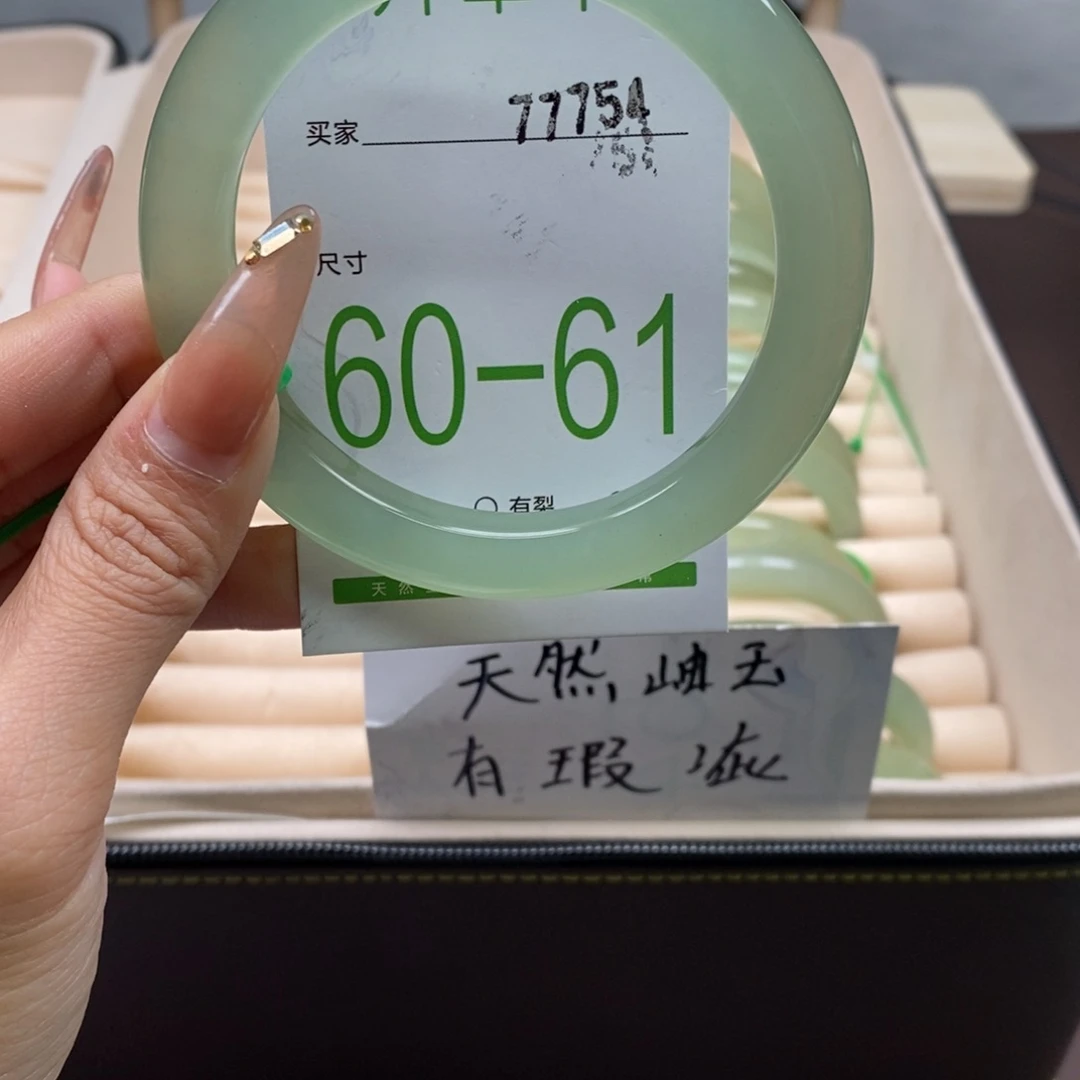 买家 77754
尺寸
60-61
有裂
天然
天然岫玉
有瑕疵